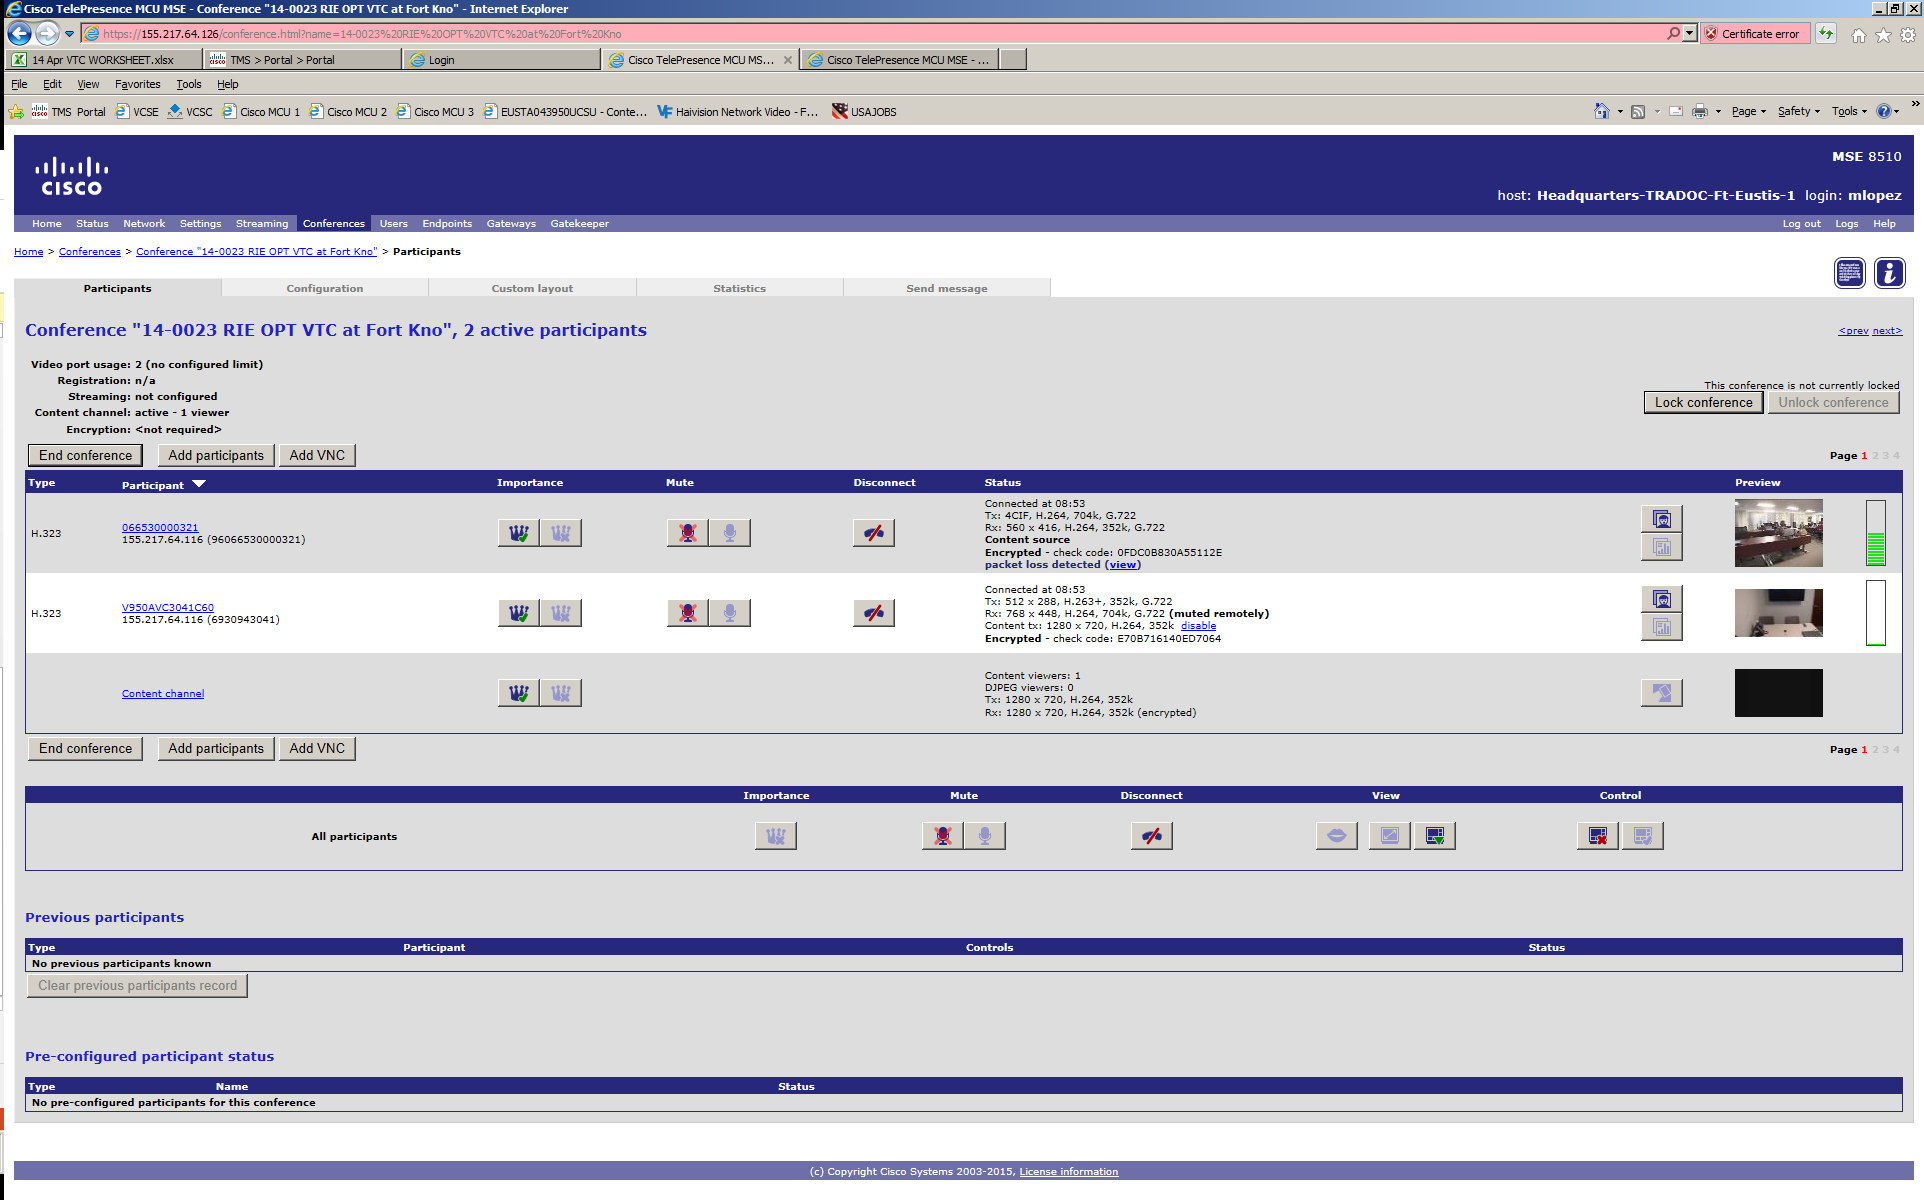 Cisco TelePresence MCU MSE - Conference "14-0023 RIE OPT VTC at Fort Kno" - Internet Explorer
https://155.217.64.126/conference.html?name=14-0023%20RIE%20OPT%20VTC%20at%20Fort%20Kno Certificate error
14 Apr VTC WORKSHEET.xlsx TMS > Portal > Portal Login Cisco TelePresence MCU MS... Cisco TelePresence MCU MSE - ...
File Edit View Favorites Tools Help
TMS Portal VCSE VCSC Cisco MCU 1 Cisco MCU 2 Cisco MCU 3 EUSTA043950UCSU - Conte... Haivision Network Video - F... USAJOBS Page Safety Tools
CISCO
MSE 8510
host: Headquarters-TRADOC-Ft-Eustis-1 login: mlopez
Home Status Network Settings Streaming Conferences Users Endpoints Gateways Gatekeeper Log out Logs Help
Home > Conferences > Conference "14-0023 RIE OPT VTC at Fort Kno" > Participants
Participants Configuration Custom layout Statistics Send message
Conference "14-0023 RIE OPT VTC at Fort Kno", 2 active participants <prev next>
Video port usage: 2 (no configured limit)
Registration: n/a
Streaming: not configured
Content channel: active - 1 viewer
Encryption: <not required>
This conference is not currently locked
Lock conference Unlock conference
End conference Add participants Add VNC Page 1 2 3 4
Type Participant Importance Mute Disconnect Status Preview
H.323
066530000321
155.217.64.116 (96066530000321)
Connected at 08:53
Tx: 4CIF, H.264, 704k, G.722
Rx: 560 x 416, H.264, 352k, G.722
Content source
Encrypted - check code: 0FDC0B830A55112E
packet loss detected (view)
H.323
V950AVC3041C60
155.217.64.116 (6930943041)
Connected at 08:53
Tx: 512 x 288, H.263+, 352k, G.722
Rx: 768 x 448, H.264, 704k, G.722 (muted remotely)
Content tx: 1280 x 720, H.264, 352k disable
Encrypted - check code: E70B716140ED7064
Content channel
Content viewers: 1
DJPEG viewers: 0
Tx: 1280 x 720, H.264, 352k
Rx: 1280 x 720, H.264, 352k (encrypted)
End conference Add participants Add VNC Page 1 2 3 4
Importance Mute Disconnect View Control
All participants
Previous participants
Type Participant Controls Status
No previous participants known
Clear previous participants record
Pre-configured participant status
Type Name Status
No pre-configured participants for this conference
(c) Copyright Cisco Systems 2003-2015, License information